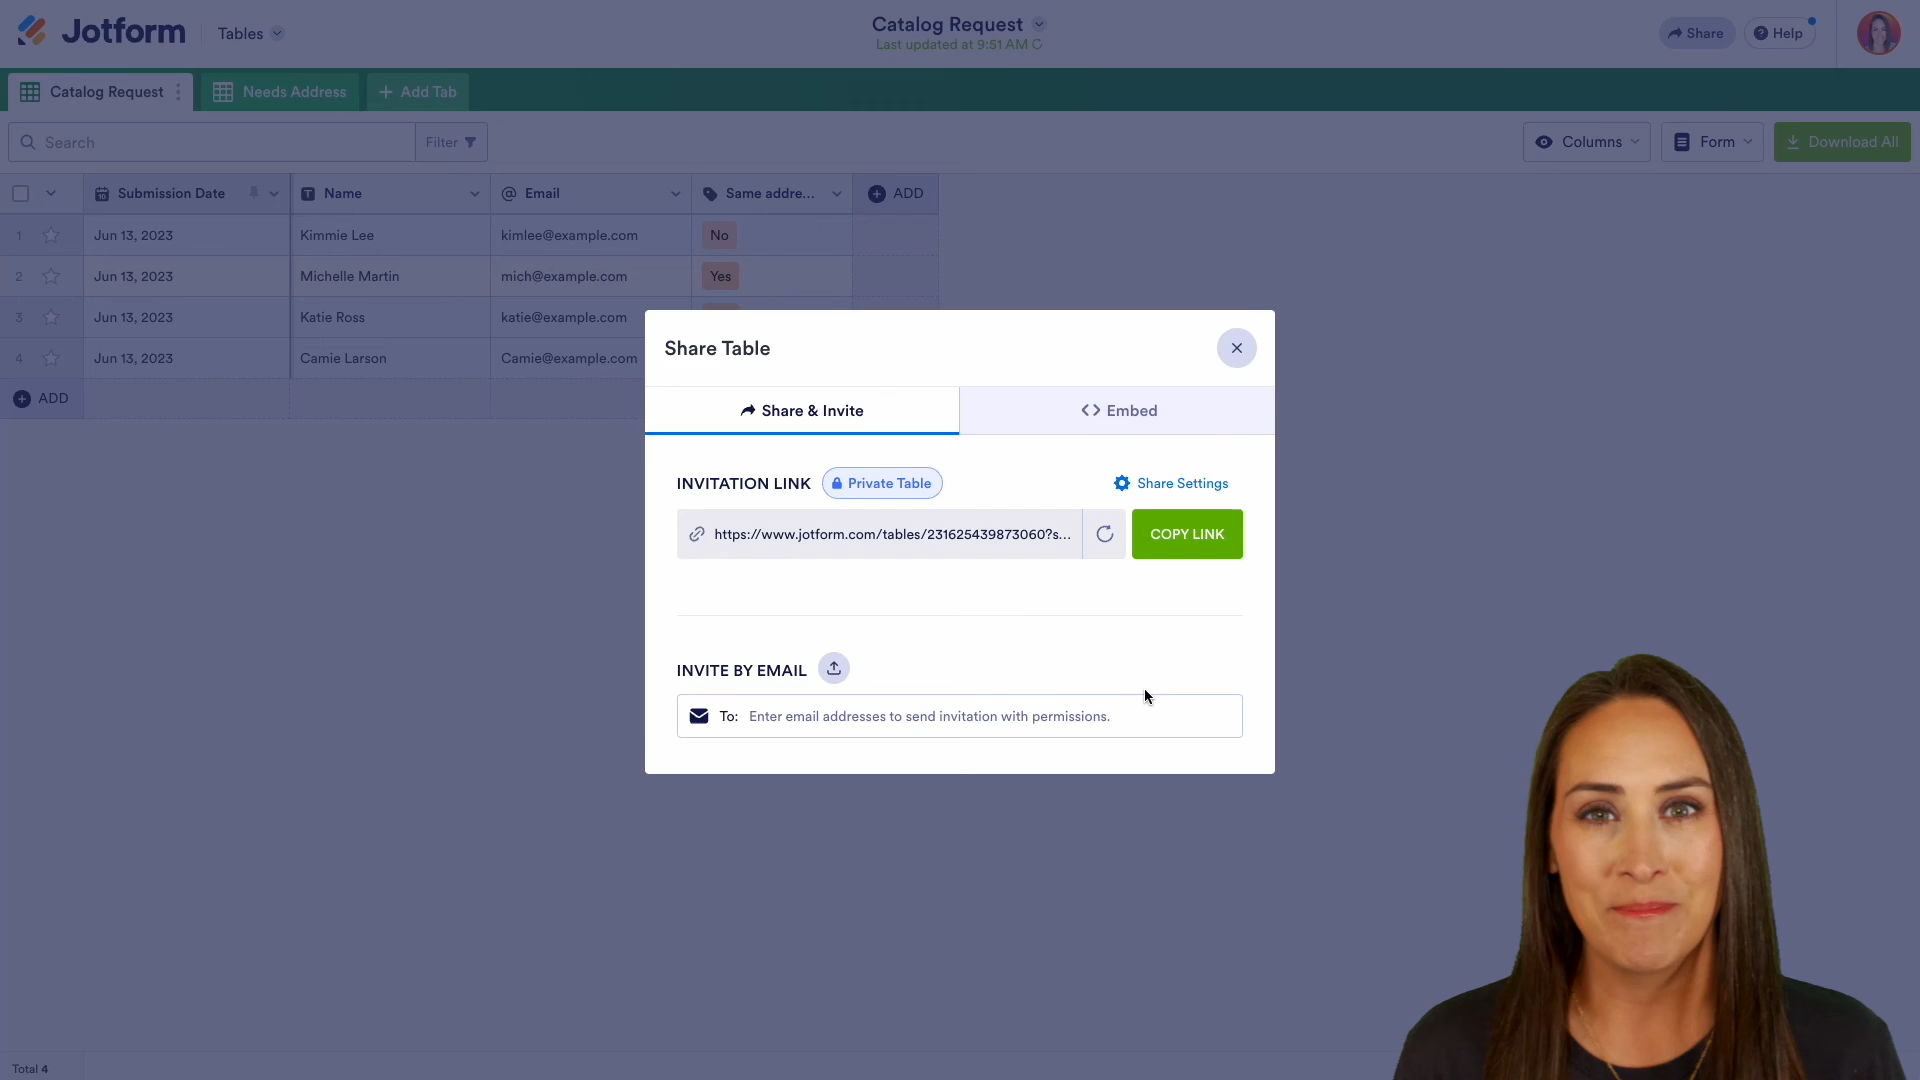 Jotform
Tables
Catalog Request
Last updated at 9:51 AM
Share
Help
Catalog Request
Needs Address
+ Add Tab
Search
Filter
Columns
Form
Download All
Submission Date
Name
Email
Same addre...
ADD
1 Jun 13, 2023 Kimmie Lee kimlee@example.com No
2 Jun 13, 2023 Michelle Martin mich@example.com Yes
3 Jun 13, 2023 Katie Ross katie@example.com
4 Jun 13, 2023 Camie Larson Camie@example.com
ADD
Share Table
Share & Invite
Embed
INVITATION LINK
Private Table
Share Settings
https://www.jotform.com/tables/231625439873060?s...
COPY LINK
INVITE BY EMAIL
To: Enter email addresses to send invitation with permissions.
Total 4